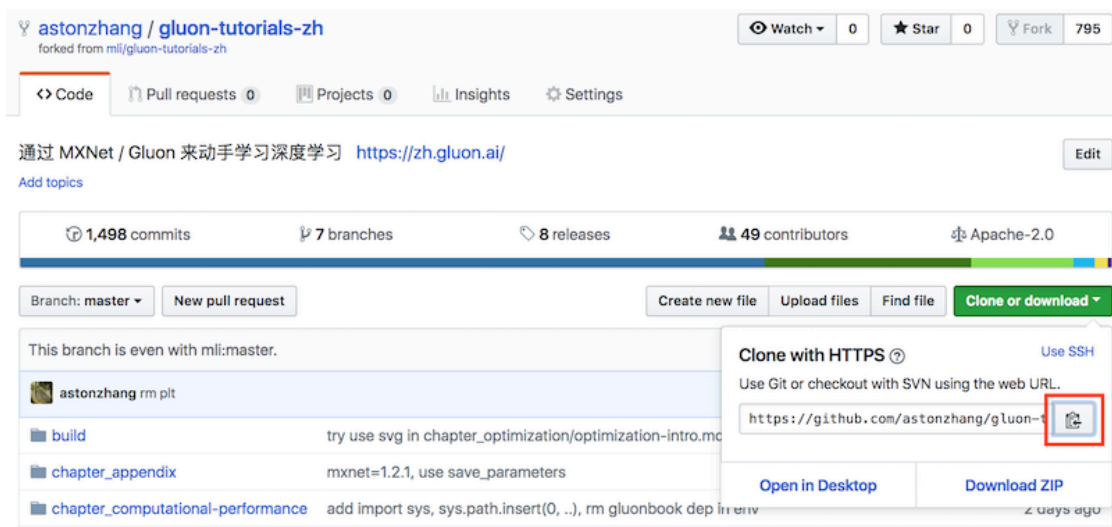 astonzhang / gluon-tutorials-zh
forked from mli/gluon-tutorials-zh
Watch 0 Star 0 Fork 795
Code Pull requests 0 Projects 0 Insights Settings
通过 MXNet / Gluon 来动手学习深度学习 https://zh.gluon.ai/
Edit
Add topics
1,498 commits 7 branches 8 releases 49 contributors Apache-2.0
Branch: master New pull request Create new file Upload files Find file Clone or download
This branch is even with mli:master.
astonzhang rm plt
build try use svg in chapter_optimization/optimization-intro.md
chapter_appendix mxnet=1.2.1, use save_parameters
chapter_computational-performance add import sys, sys.path.insert(0, ..), rm gluonbook dep in env 2 days ago
Clone with HTTPS ? Use SSH
Use Git or checkout with SVN using the web URL.
https://github.com/astonzhang/gluon-t
Open in Desktop Download ZIP